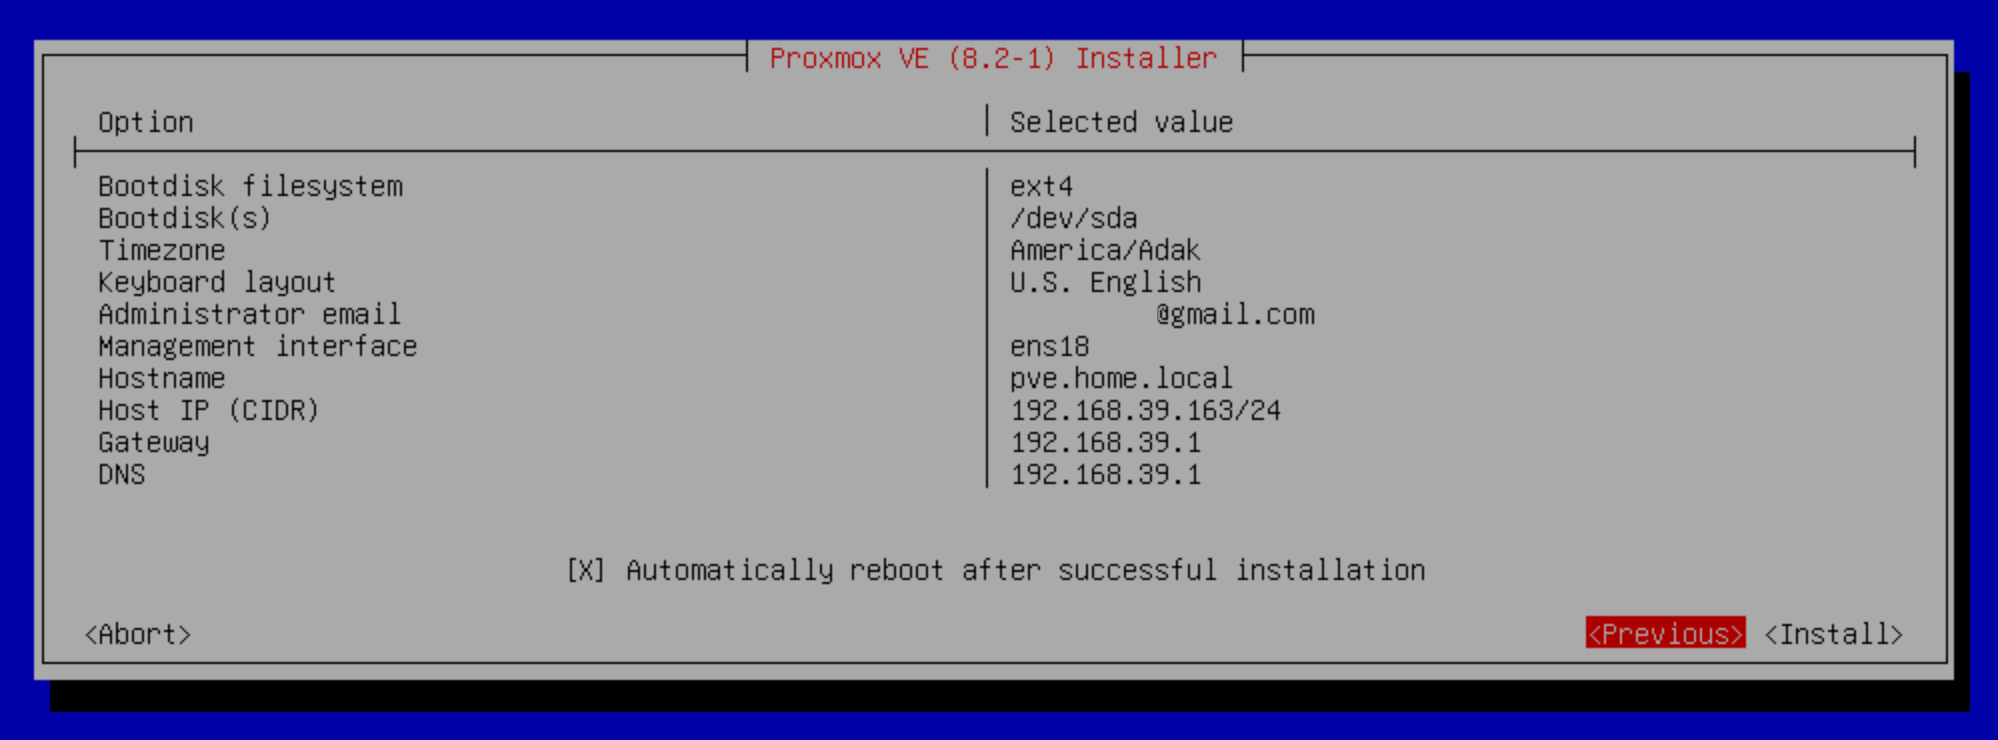 Proxmox VE (8.2-1) Installer
Option | Selected value
Bootdisk filesystem | ext4
Bootdisk(s) | /dev/sda
Timezone | America/Adak
Keyboard layout | U.S. English
Administrator email | @gmail.com
Management interface | ens18
Hostname | pve.home.local
Host IP (CIDR) | 192.168.39.163/24
Gateway | 192.168.39.1
DNS | 192.168.39.1
[X] Automatically reboot after successful installation
<Abort> <Previous> <Install>